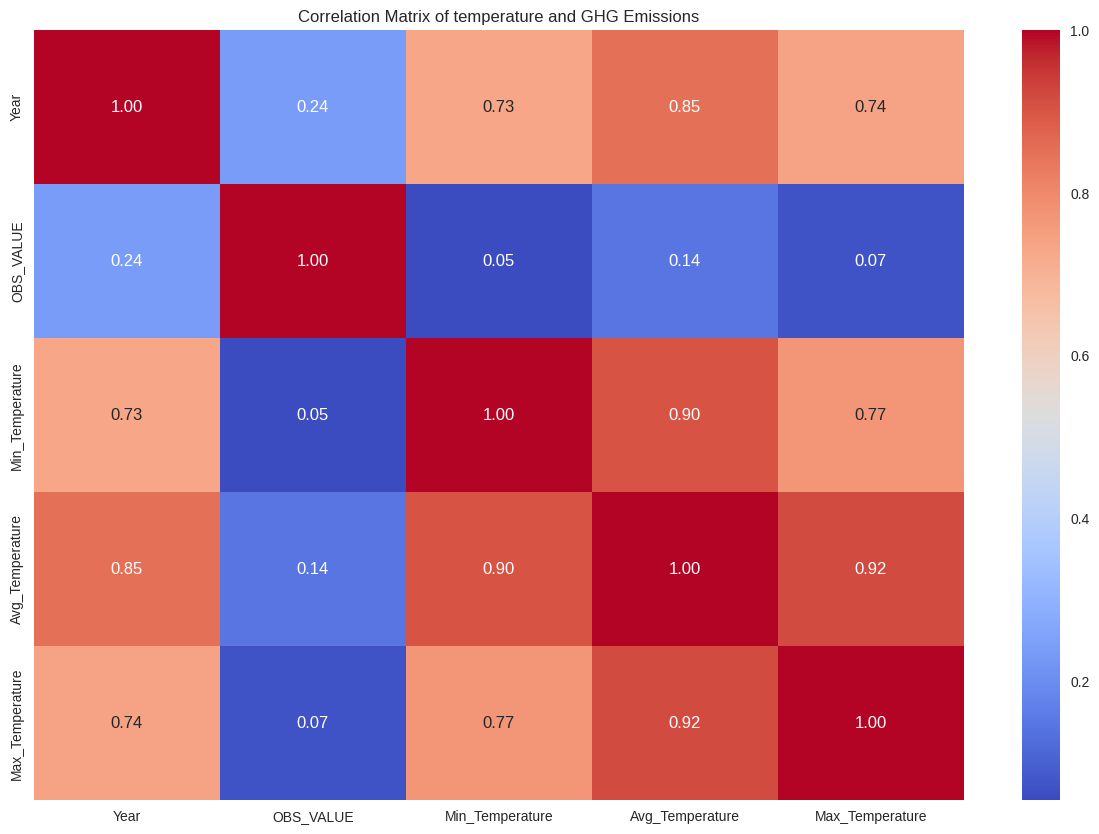 Correlation Matrix of temperature and GHG Emissions
Year 1.00 0.24 0.73 0.85 0.74
OBS_VALUE 0.24 1.00 0.05 0.14 0.07
Min_Temperature 0.73 0.05 1.00 0.90 0.77
Avg_Temperature 0.85 0.14 0.90 1.00 0.92
Max_Temperature 0.74 0.07 0.77 0.92 1.00
Year OBS_VALUE Min_Temperature Avg_Temperature Max_Temperature
1.0
0.8
0.6
0.4
0.2